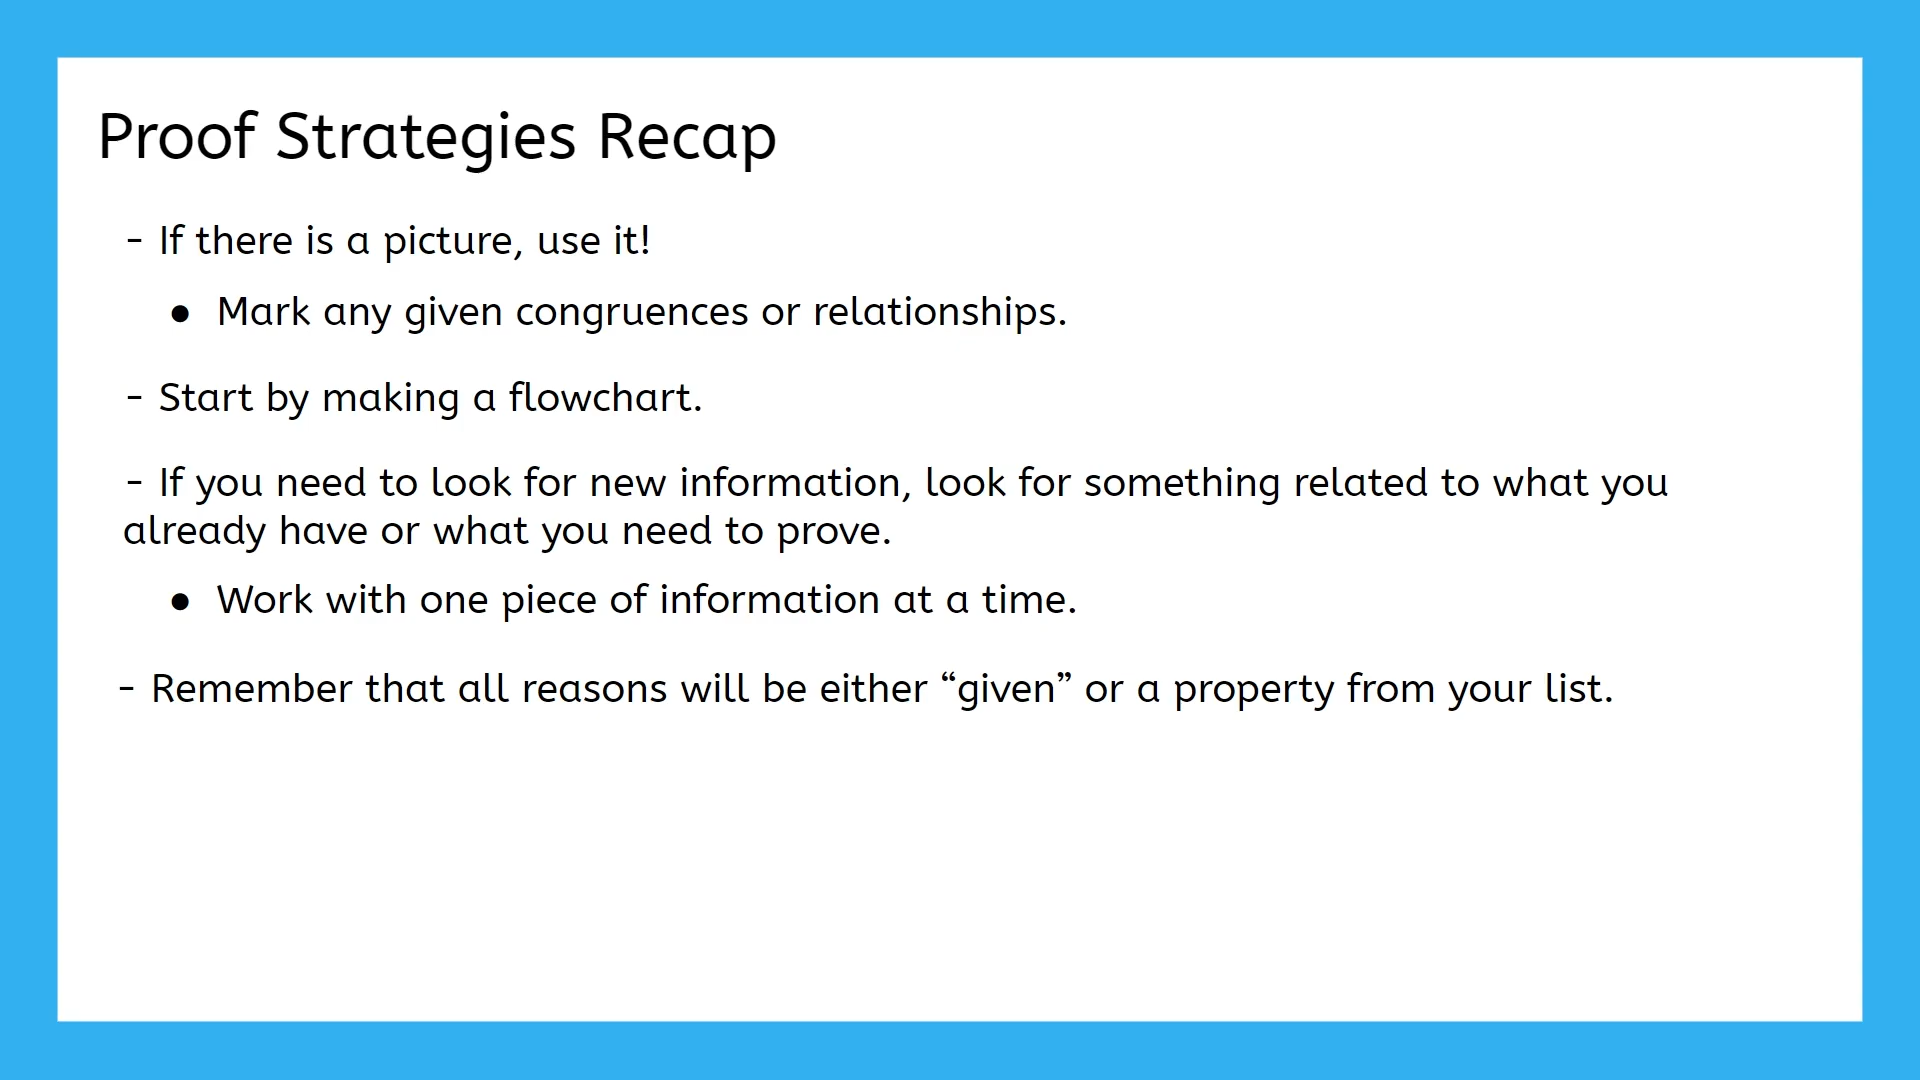 Proof Strategies Recap
- If there is a picture, use it!
● Mark any given congruences or relationships.
- Start by making a flowchart.
- If you need to look for new information, look for something related to what you
already have or what you need to prove.
● Work with one piece of information at a time.
- Remember that all reasons will be either “given” or a property from your list.